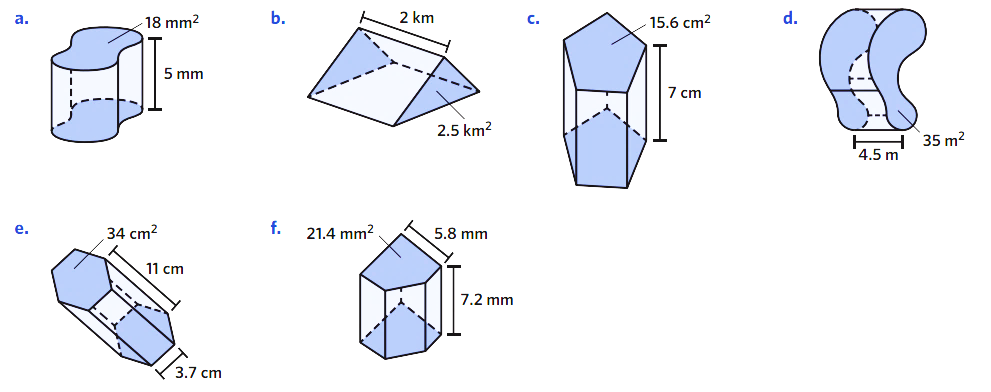 a.
18 mm²
5 mm
b.
2 km
2.5 km²
c.
15.6 cm²
7 cm
d.
35 m²
4.5 m
e.
34 cm²
11 cm
3.7 cm
f.
21.4 mm²
5.8 mm
7.2 mm